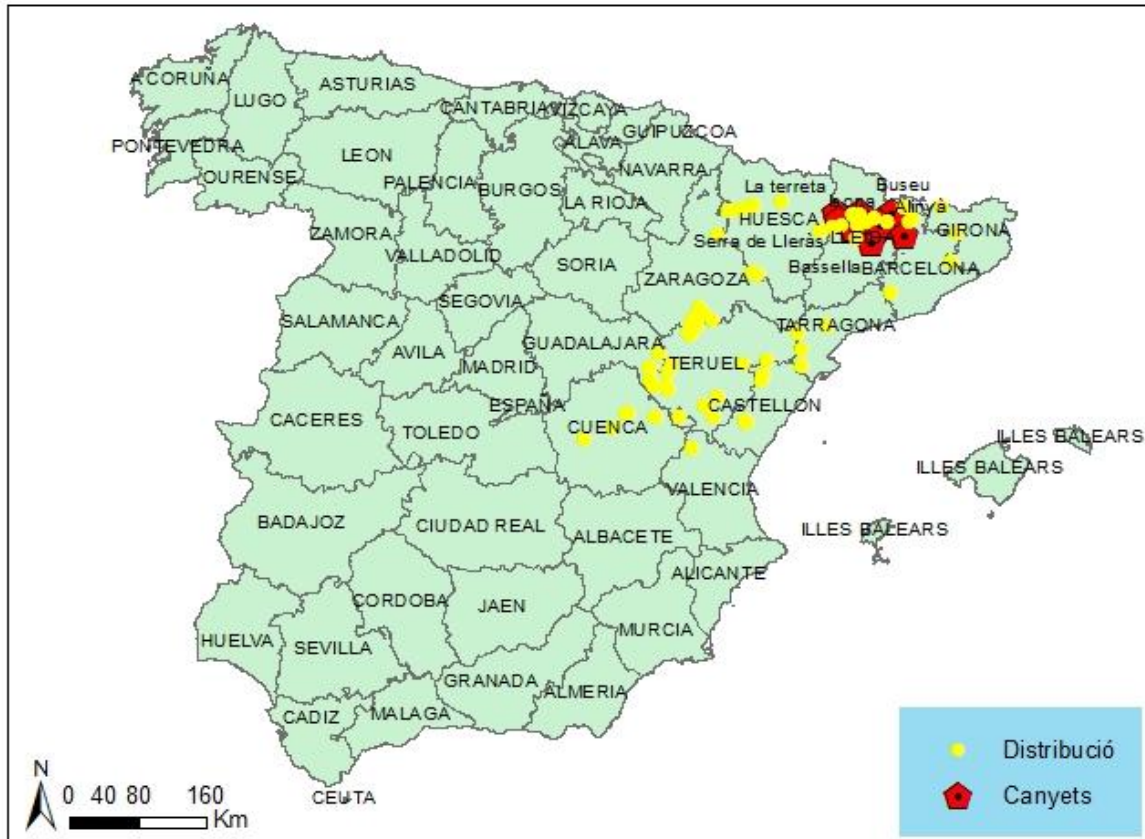 A CORUÑA
LUGO
ASTURIAS
CANTABRIA
VIZCAYA
GUIPUZCOA
ALAVA
PONTEVEDRA
OURENSE
LEON
PALENCIA
BURGOS
NAVARRA
LA RIOJA
La terreta
Buseu
Isona
Alinyà
HUESCA
LLEIDA
GIRONA
Serra de Lleràs
ZAMORA
VALLADOLID
SORIA
ZARAGOZA
Bassella
BARCELONA
SEGOVIA
SALAMANCA
AVILA
MADRID
GUADALAJARA
TERUEL
TARRAGONA
CACERES
TOLEDO
ESPAÑA
CUENCA
CASTELLON
ILLES BALEARS
ILLES BALEARS
ILLES BALEARS
VALENCIA
BADAJOZ
CIUDAD REAL
ALBACETE
ALICANTE
CORDOBA
JAEN
MURCIA
HUELVA
SEVILLA
GRANADA
ALMERIA
CADIZ
MALAGA
CEUTA
N
0 40 80 160
Km
Distribució
Canyets